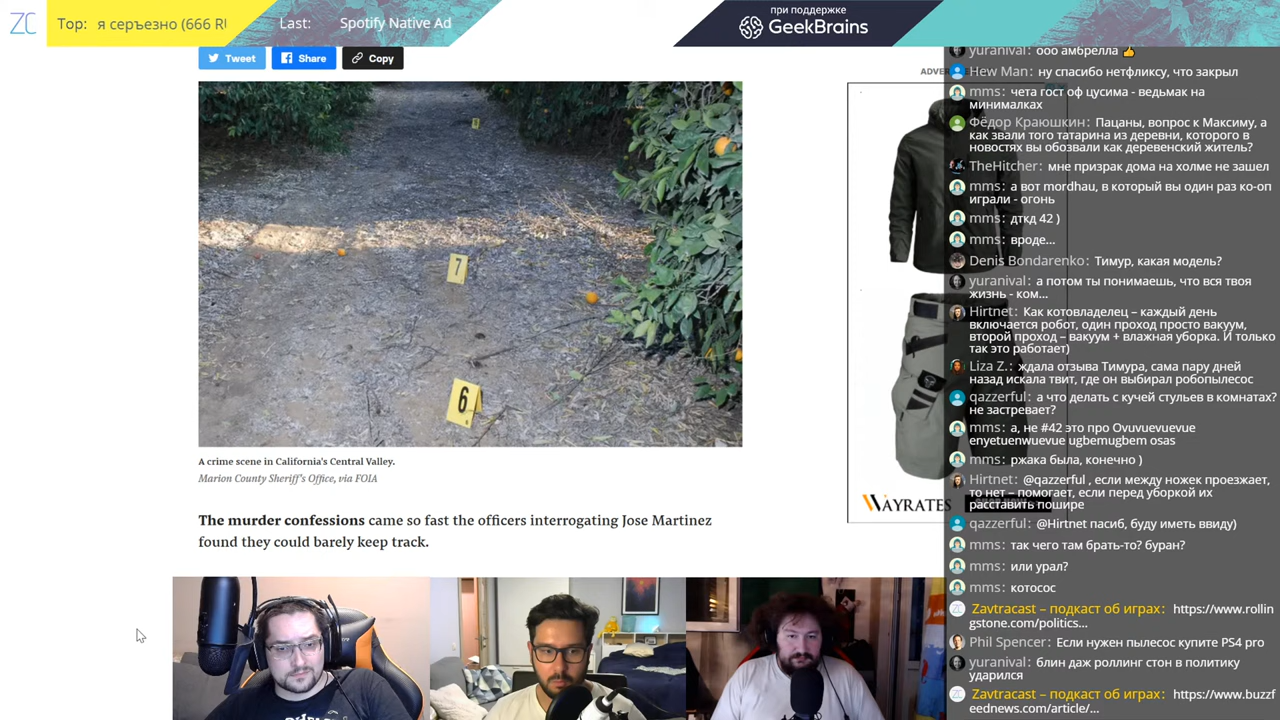 ZC
Top: я серъезно (666 RU
Last: Spotify Native Ad
при поддержке
GeekBrains
Tweet
Share
Copy
7
6
A crime scene in California's Central Valley.
Marion County Sheriff's Office, via FOIA
The murder confessions came so fast the officers interrogating Jose Martinez
found they could barely keep track.
WAYRATES
yuranival: ооо амбрелла 👍
Hew Man: ну спасибо нетфликсу, что закрыл
mms: чета гост оф цусима - ведьмак на
минималках
Фёдор Краюшкин: Пацаны, вопрос к Максиму, а
как звали того татарина из деревни, которого в
новостях вы обозвали как деревенский житель?
TheHitcher: мне призрак дома на холме не зашел
mms: а вот mordhau, в который вы один раз ко-оп
играли - огонь
mms: дткд 42 )
mms: вроде...
Denis Bondarenko: Тимур, какая модель?
yuranival: а потом ты понимаешь, что вся твоя
жизнь - ком...
Hirtnet: Как котовладелец – каждый день
включается робот, один проход просто вакуум,
второй проход – вакуум + влажная уборка. И только
так это работает)
Liza Z.: ждала отзыва Тимура, сама пару дней
назад искала твит, где он выбирал робопылесос
qazzerful: а что делать с кучей стульев в комнатах?
не застревает?
mms: а, не #42 это про Ovuvuevuevue
enyetuenwuevue ugbemugbem osas
mms: ржака была, конечно )
Hirtnet: @qazzerful , если между ножек проезжает,
то нет – помогает, если перед уборкой их
расставить пошире
qazzerful: @Hirtnet пасиб, буду иметь ввиду)
mms: так чего там брать-то? буран?
mms: или урал?
mms: котосос
Zavtracast – подкаст об играх: https://www.rollin
gstone.com/politics...
Phil Spencer: Если нужен пылесос купите PS4 pro
yuranival: блин даж роллинг стон в политику
ударился
Zavtracast – подкаст об играх: https://www.buzzf
eednews.com/article/...